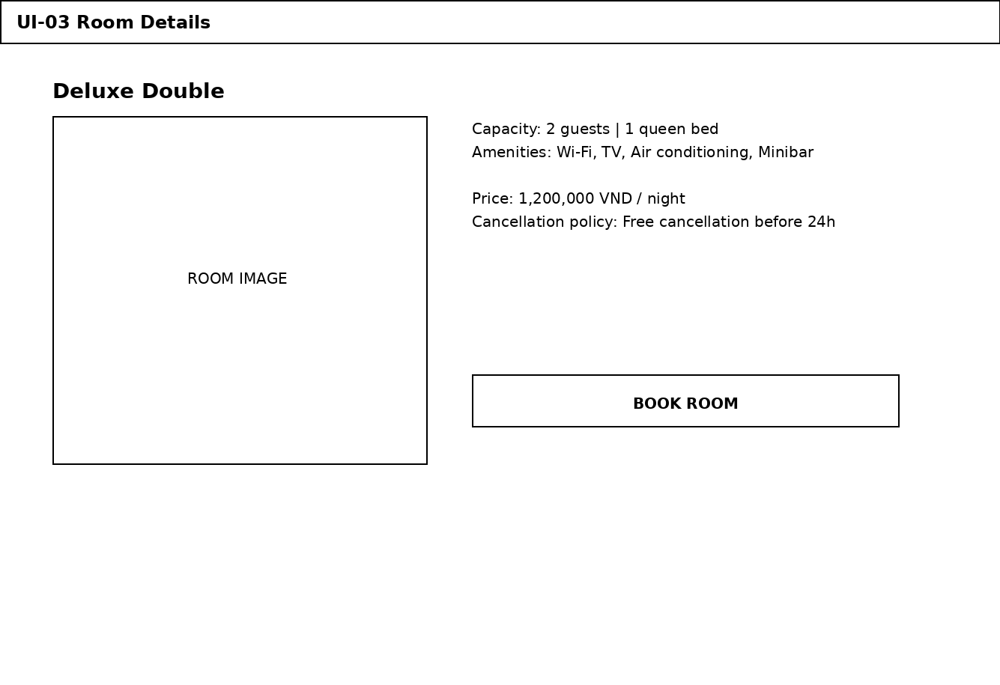 UI-03 Room Details
Deluxe Double
ROOM IMAGE
Capacity: 2 guests | 1 queen bed
Amenities: Wi-Fi, TV, Air conditioning, Minibar
Price: 1,200,000 VND / night
Cancellation policy: Free cancellation before 24h
BOOK ROOM